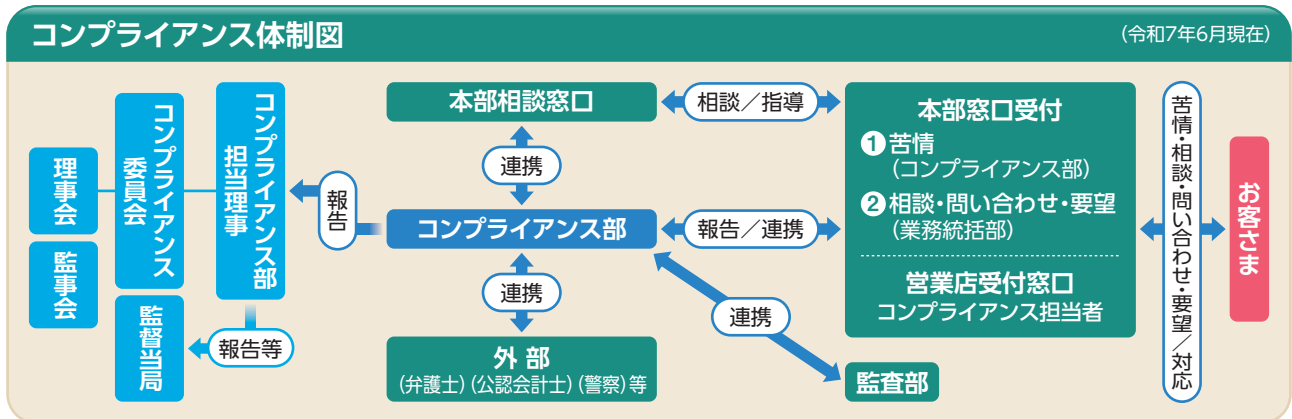 コンプライアンス体制図
(令和7年6月現在)
理事会
監事会
コンプライアンス
委員会
監督当局
コンプライアンス部
担当理事
報告等
報告
本部相談窓口
連携
コンプライアンス部
連携
外部
(弁護士)(公認会計士)(警察)等
相談／指導
報告／連携
連携
本部窓口受付
❶苦情
(コンプライアンス部)
❷相談・問い合わせ・要望
(業務統括部)
営業店受付窓口
コンプライアンス担当者
監査部
苦情・相談・問い合わせ・要望／対応
お客さま